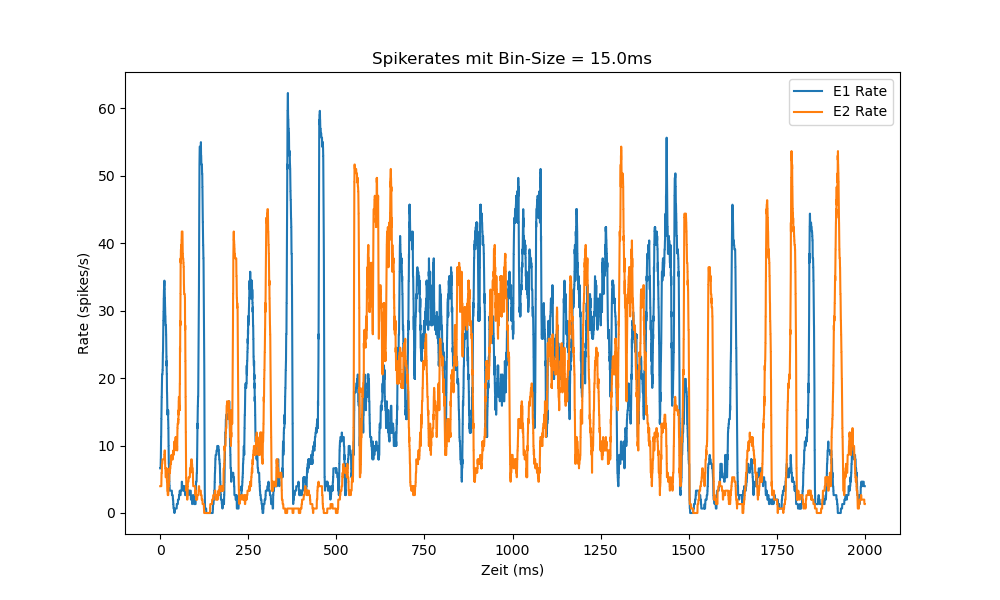 Spikerates mit Bin-Size = 15.0ms
E1 Rate
E2 Rate
60
50
40
30
20
10
0
Rate (spikes/s)
0 250 500 750 1000 1250 1500 1750 2000
Zeit (ms)